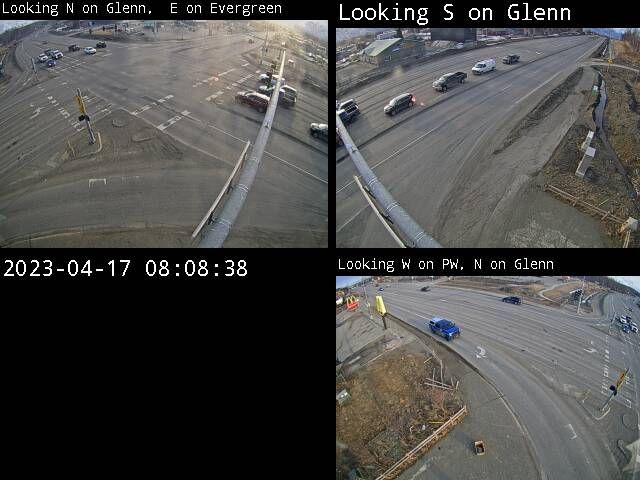 Looking N on Glenn,  E on Evergreen
Looking S on Glenn
2023-04-17 08:08:38
Looking W on PW, N on Glenn